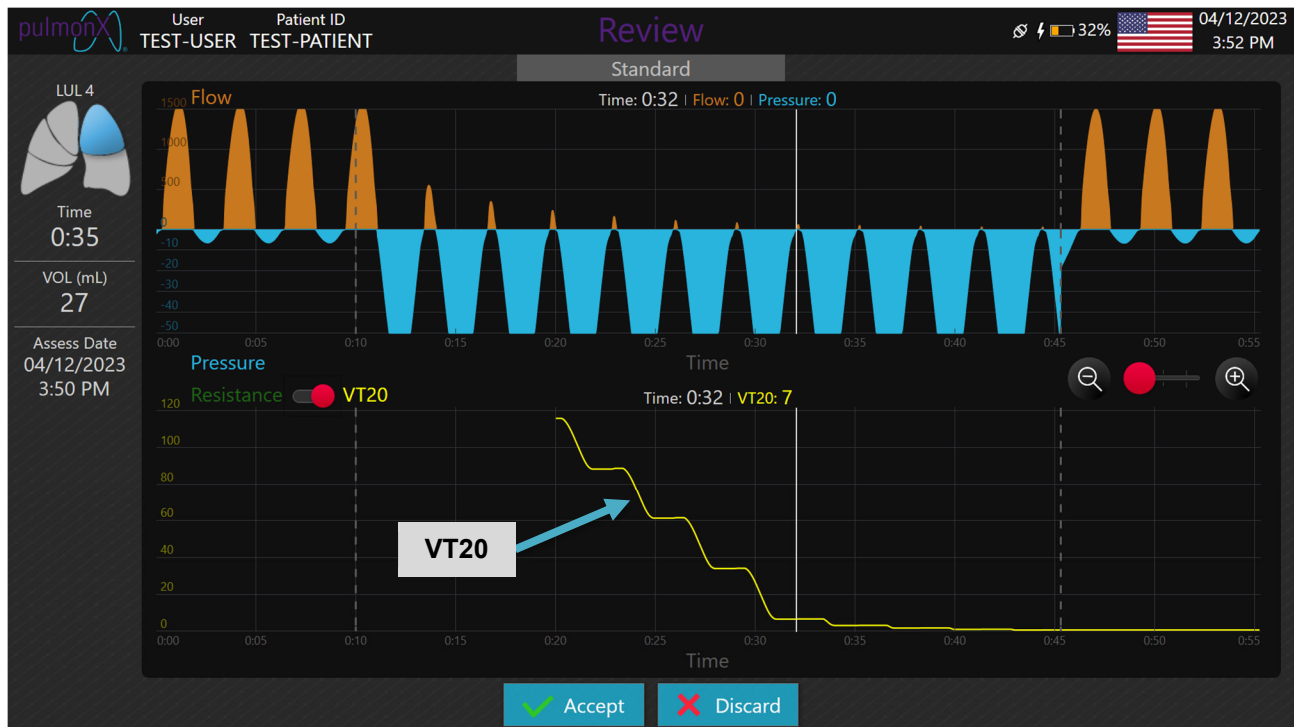 pulmonX
User
TEST-USER
Patient ID
TEST-PATIENT
Review
32%
04/12/2023
3:52 PM
Standard
LUL 4
Time
0:35
VOL (mL)
27
Assess Date
04/12/2023
3:50 PM
Flow
Time: 0:32 | Flow: 0 | Pressure: 0
1500
1000
500
0
-10
-20
-30
-40
-50
0:00 0:05 0:10 0:15 0:20 0:25 0:30 0:35 0:40 0:45 0:50 0:55
Pressure
Time
Resistance VT20
Time: 0:32 | VT20: 7
120
100
80
60
40
20
0
VT20
0:00 0:05 0:10 0:15 0:20 0:25 0:30 0:35 0:40 0:45 0:50 0:55
Time
Accept
Discard